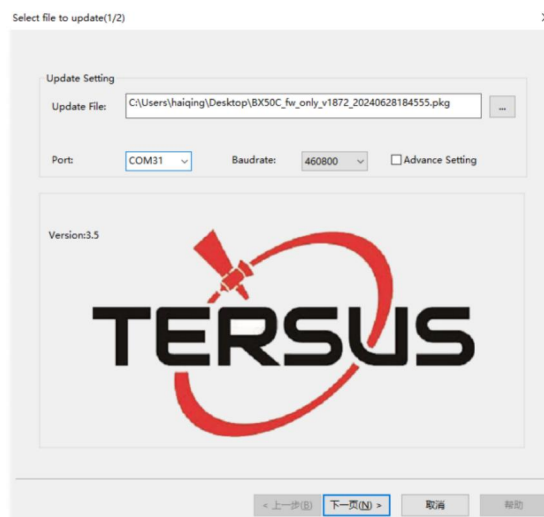 Select file to update(1/2)
Update Setting
Update File: C:\Users\haiqing\Desktop\BX50C_fw_only_v1872_20240628184555.pkg ...
Port: COM31 Baudrate: 460800 Advance Setting
Version:3.5
TERSUS
< 上一步(B) 下一页(N) > 取消 帮助